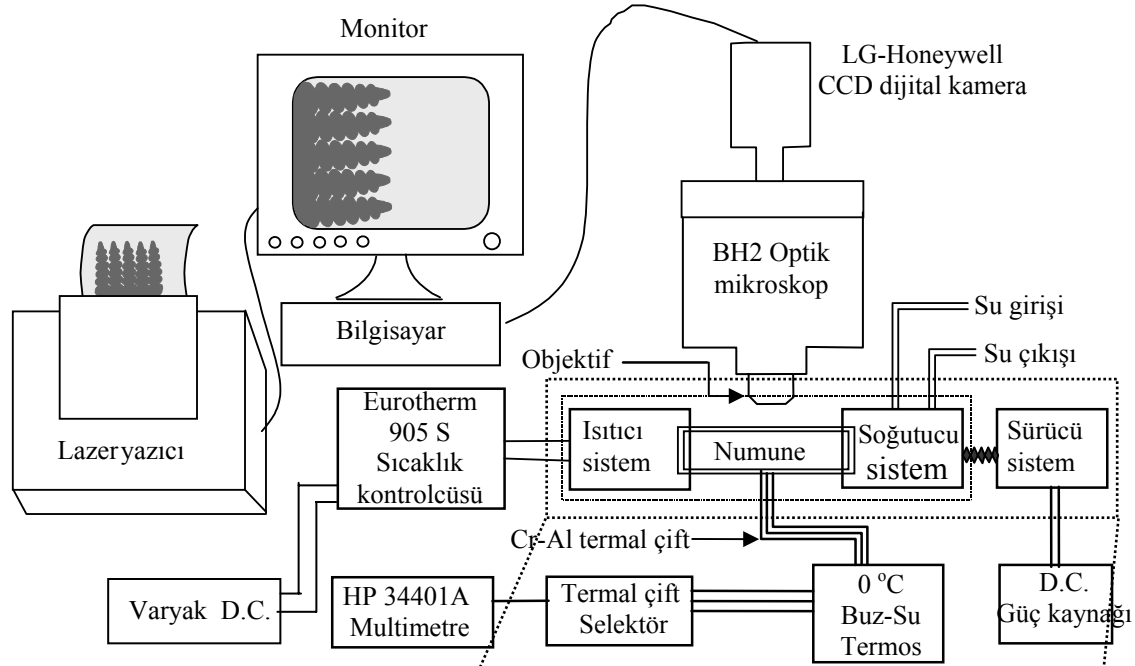 Monitor
LG-Honeywell
CCD dijital kamera
BH2 Optik
mikroskop
Bilgisayar
Su girişi
Su çıkışı
Objektif
Lazeryazici
Eurotherm
905 S
Sıcaklık
kontrolcüsü
Isıtıcı
sistem
Numune
Soğutucu
sistem
Sürücü
sistem
Cr-Al termal çift
Varyak D.C.
HP 34401A
Multimetre
Termal çift
Selektör
0 °C
Buz-Su
Termos
D.C.
Güç kaynağı